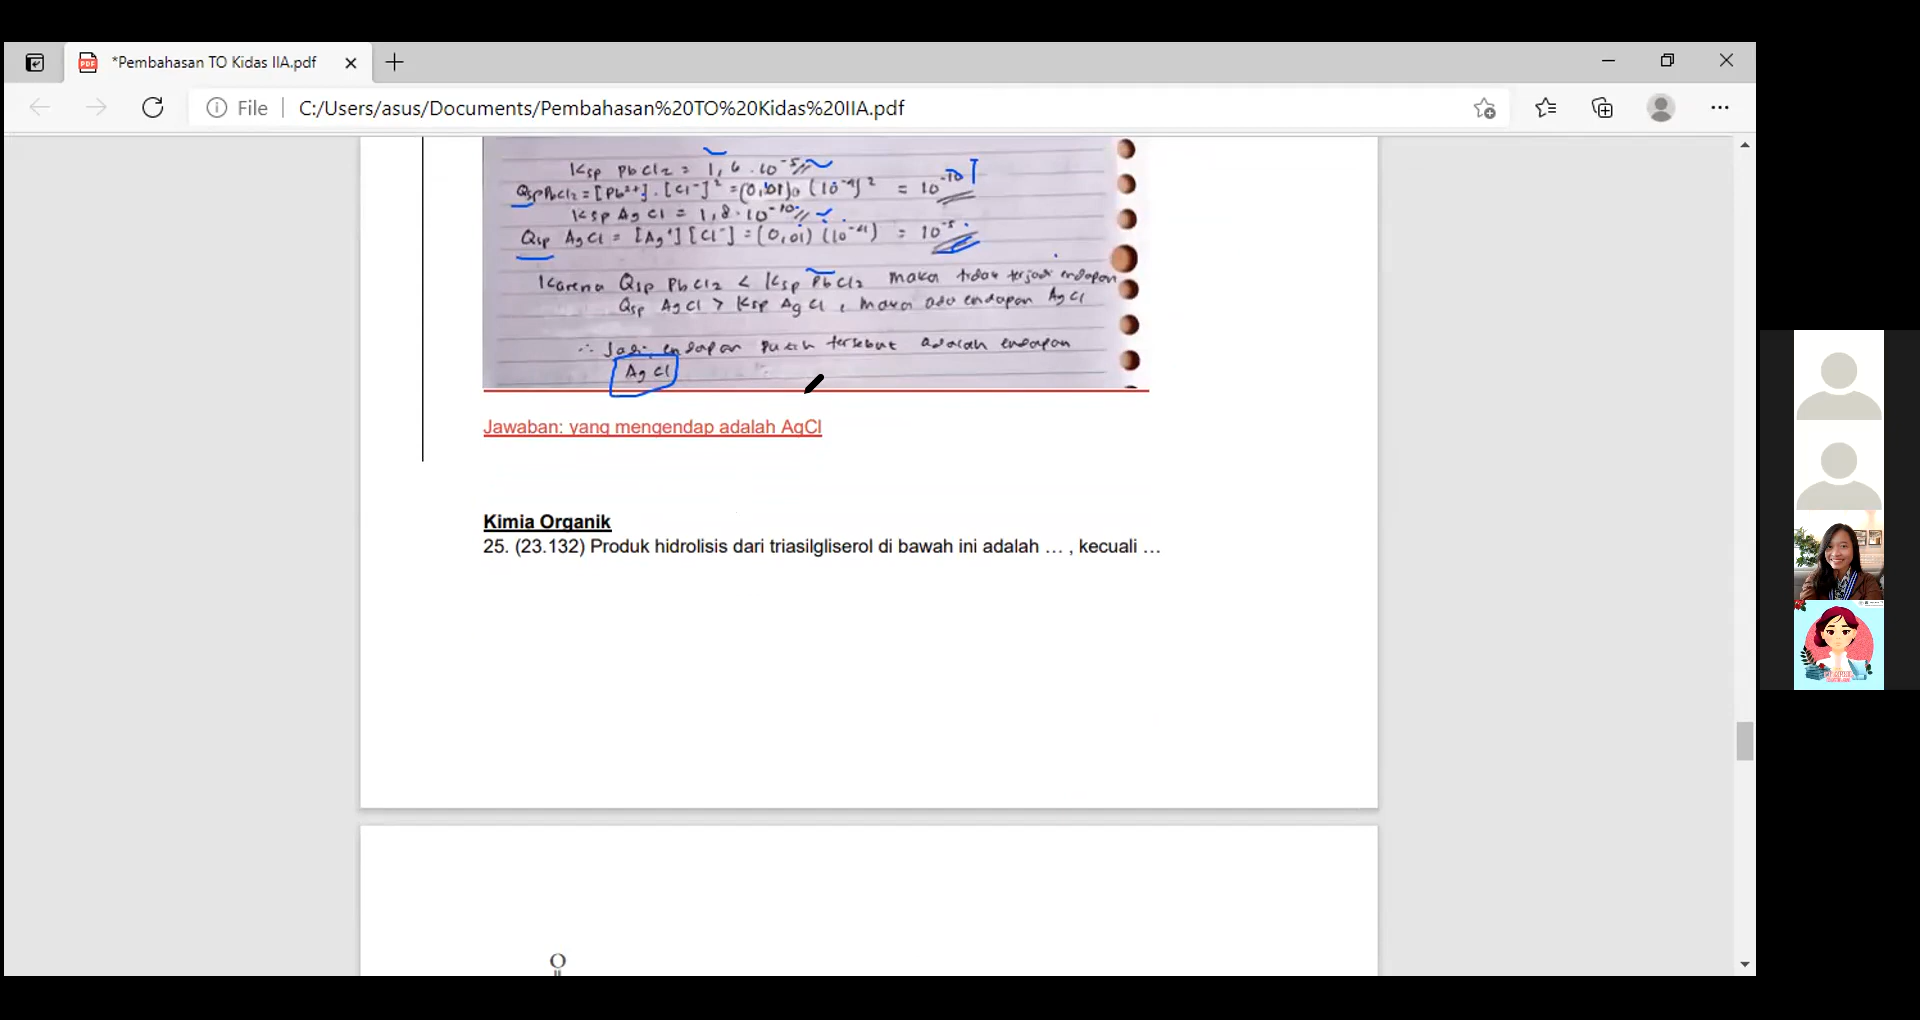 *Pembahasan TO Kidas IIA.pdf
File
C:/Users/asus/Documents/Pembahasan%20TO%20Kidas%20IIA.pdf
Ksp PbCl2 = 1,6 . 10⁻⁵
Qsp PbCl2 = [Pb²⁺] . [Cl⁻]² = (0,01) (10⁻⁴)² = 10⁻¹⁰
Ksp AgCl = 1,8 . 10⁻¹⁰
Qsp AgCl = [Ag⁺] [Cl⁻] = (0,01) (10⁻⁴) = 10⁻⁵
Karena Qsp PbCl2 < Ksp PbCl2 maka tidak terjadi endapan
Qsp AgCl > Ksp AgCl, maka ada endapan AgCl
∴ Jadi, endapan putih tersebut adalah endapan
AgCl
Jawaban: yang mengendap adalah AgCl
Kimia Organik
25. (23.132) Produk hidrolisis dari triasilgliserol di bawah ini adalah … , kecuali …
O